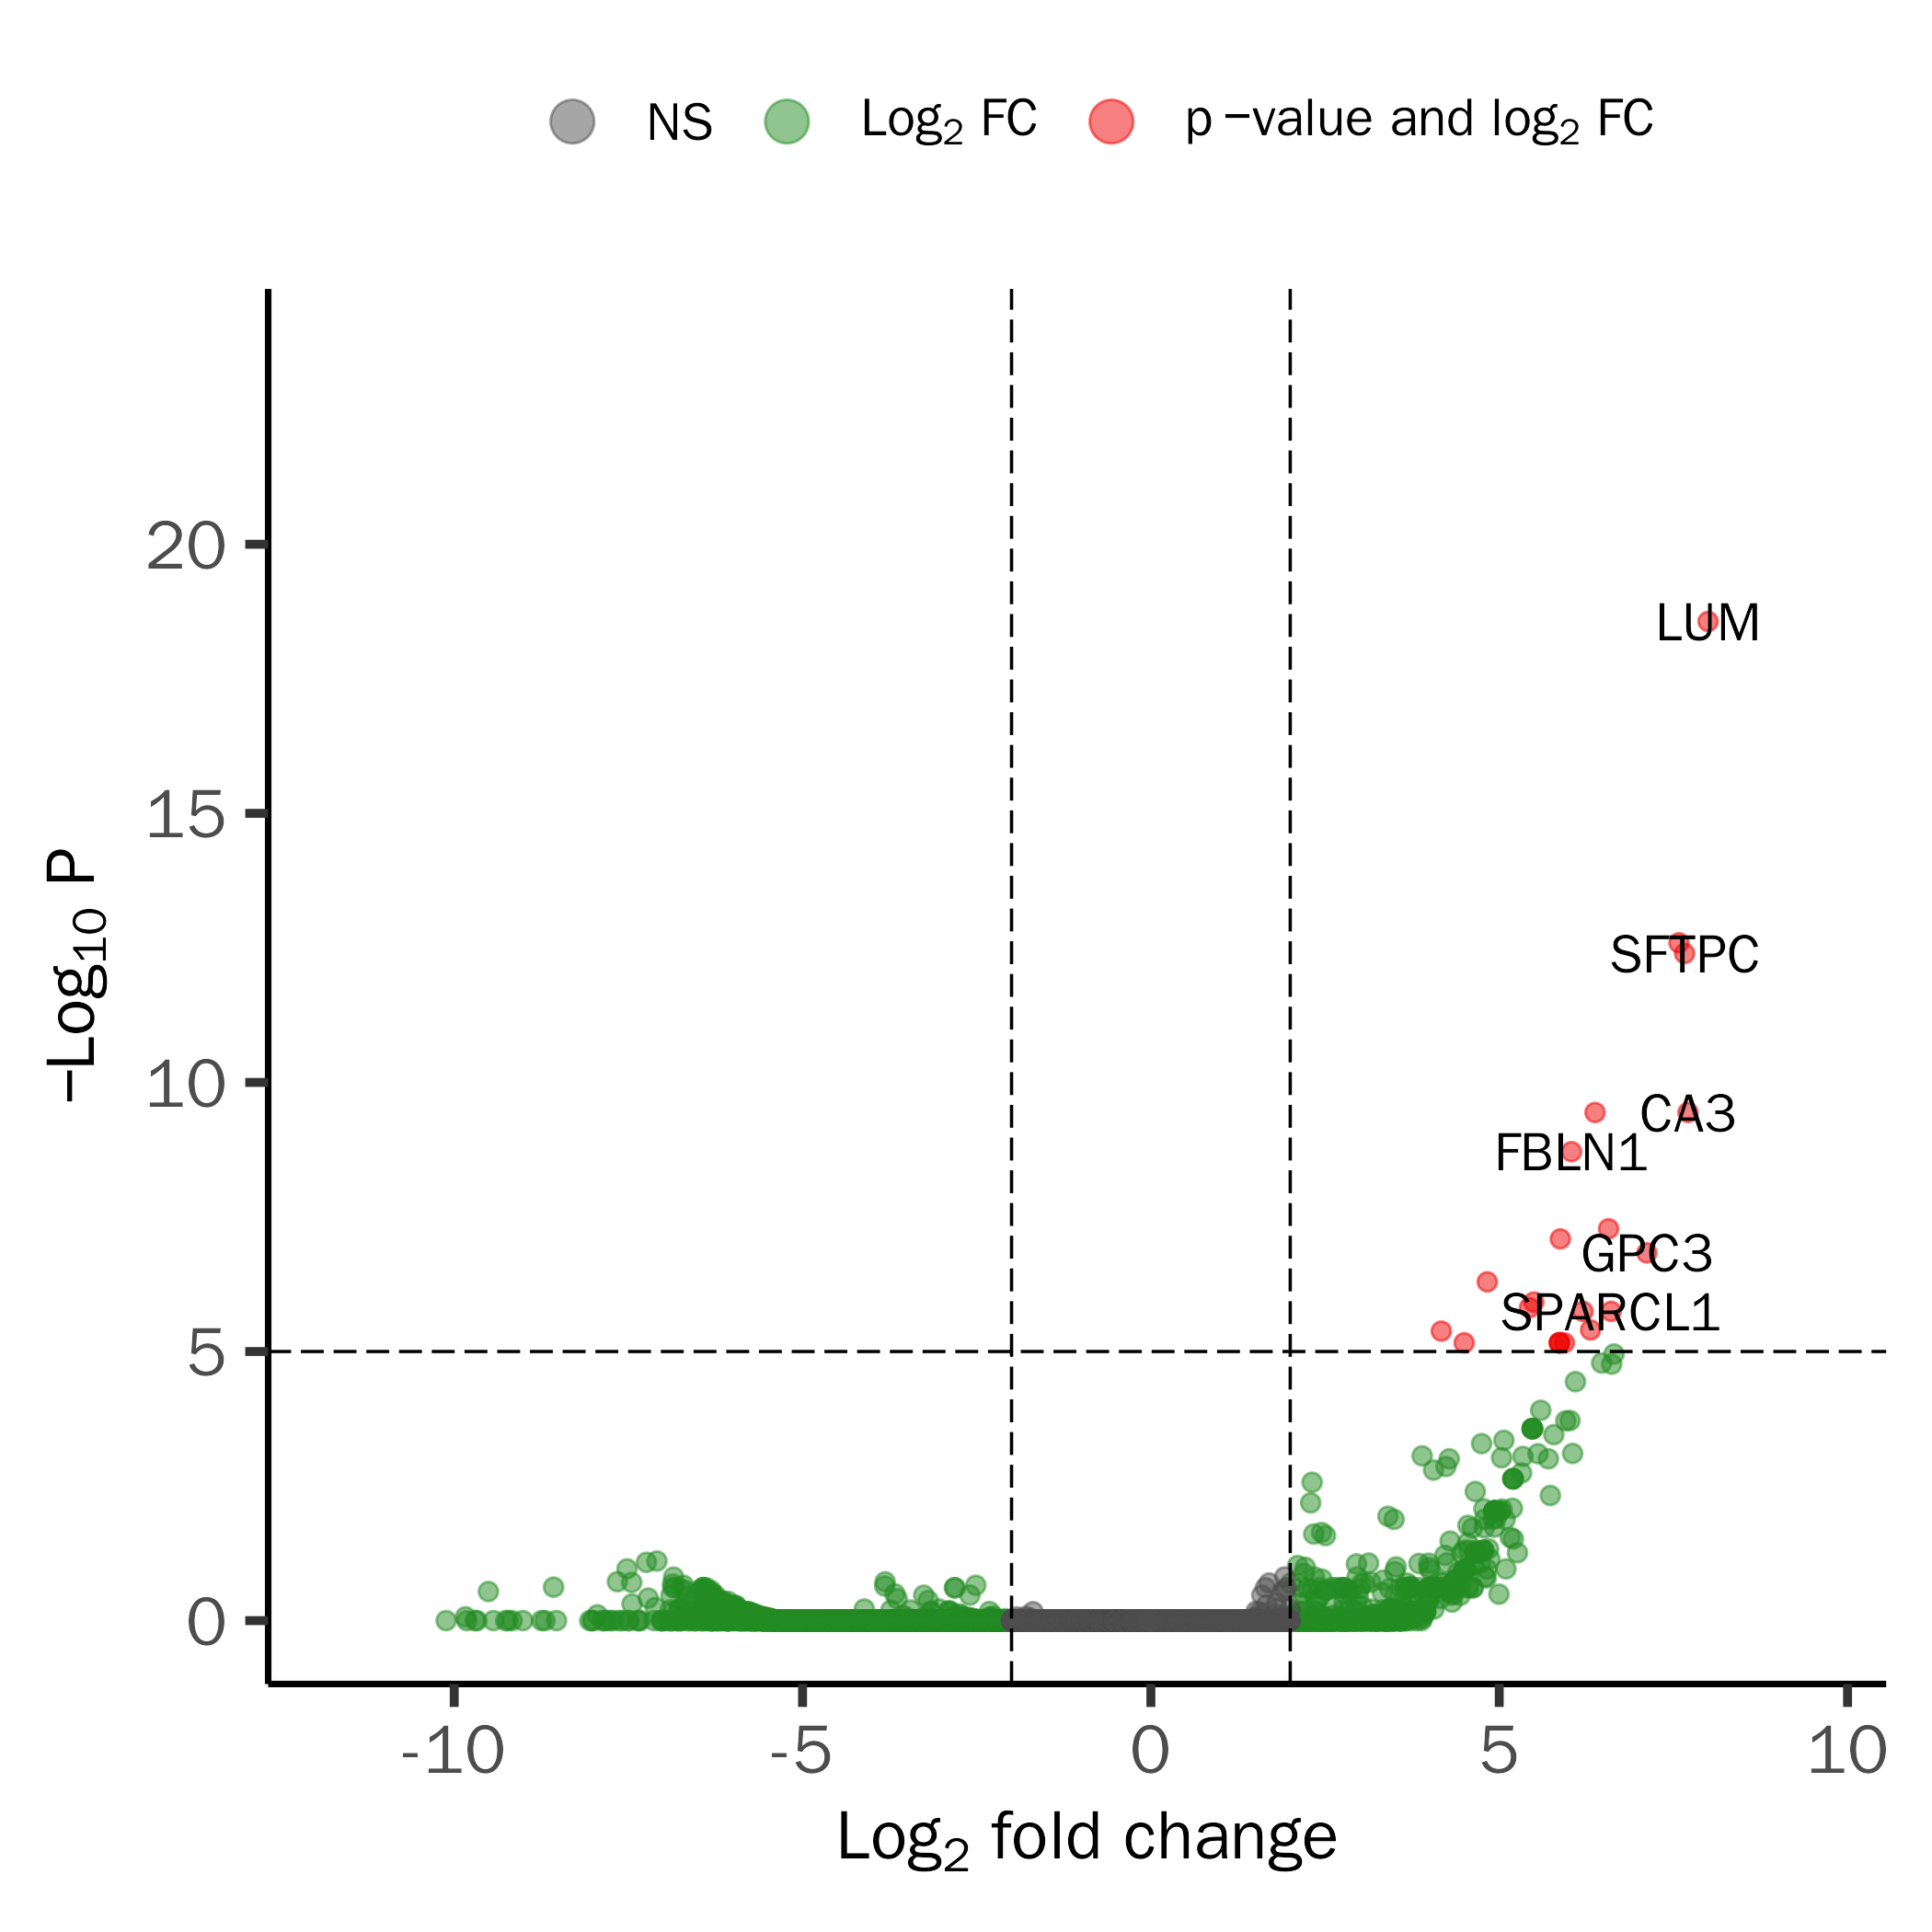 NS Log₂ FC p −value and log₂ FC
−Log₁₀ P
20
15
10
5
0
LUM
SFTPC
CA3
FBLN1
GPC3
SPARCL1
-10 -5 0 5 10
Log₂ fold change